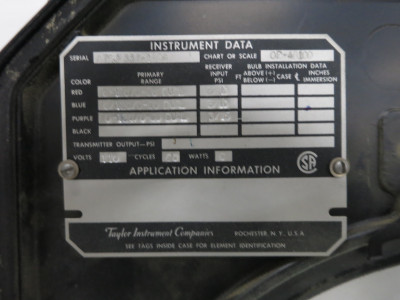 INSTRUMENT DATA
SERIAL CHART OR SCALE
COLOR PRIMARY RANGE RECEIVER INPUT PSI BULB INSTALLATION DATA FT ABOVE (+) BELOW (-) CASE ℄ INCHES IMMERSION
RED
BLUE
PURPLE
BLACK
TRANSMITTER OUTPUT-PSI
VOLTS CYCLES WATTS
APPLICATION INFORMATION
SA
Taylor Instrument Companies ROCHESTER, N.Y., U.S.A.
SEE TAGS INSIDE CASE FOR ELEMENT IDENTIFICATION